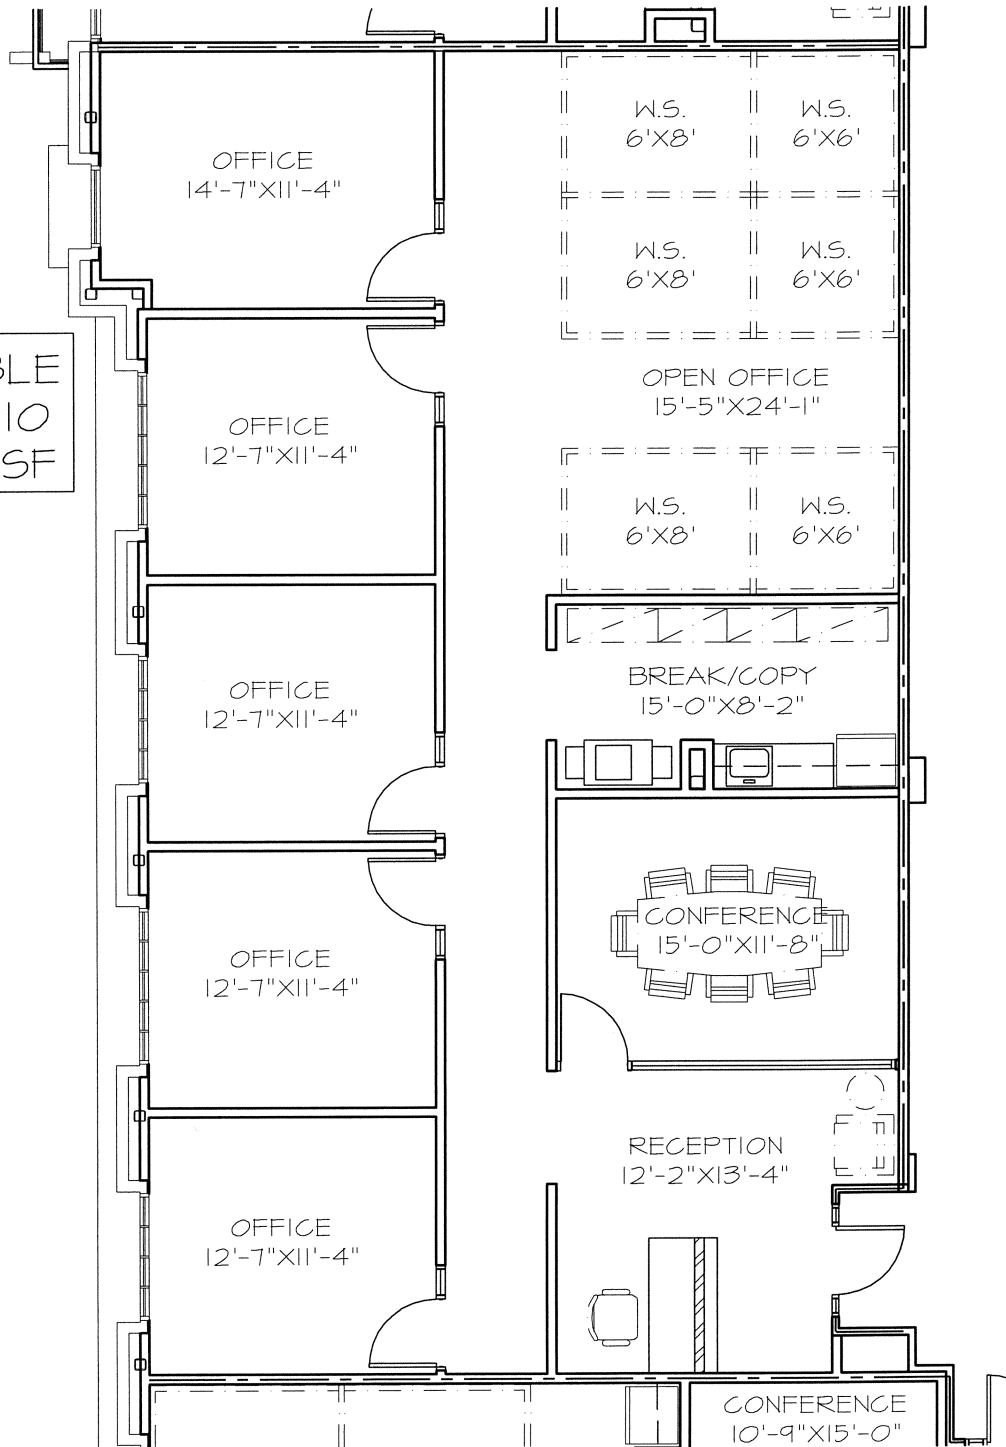 OFFICE
14'-7"X11'-4"
W.S.
6'X8'
W.S.
6'X6'
W.S.
6'X8'
W.S.
6'X6'
10
SF
OPEN OFFICE
15'-5"X24'-1"
OFFICE
12'-7"X11'-4"
W.S.
6'X8'
W.S.
6'X6'
BREAK/COPY
15'-0"X8'-2"
OFFICE
12'-7"X11'-4"
CONFERENCE
15'-0"X11'-8"
OFFICE
12'-7"X11'-4"
RECEPTION
12'-2"X13'-4"
OFFICE
12'-7"X11'-4"
CONFERENCE
10'-9"X15'-0"